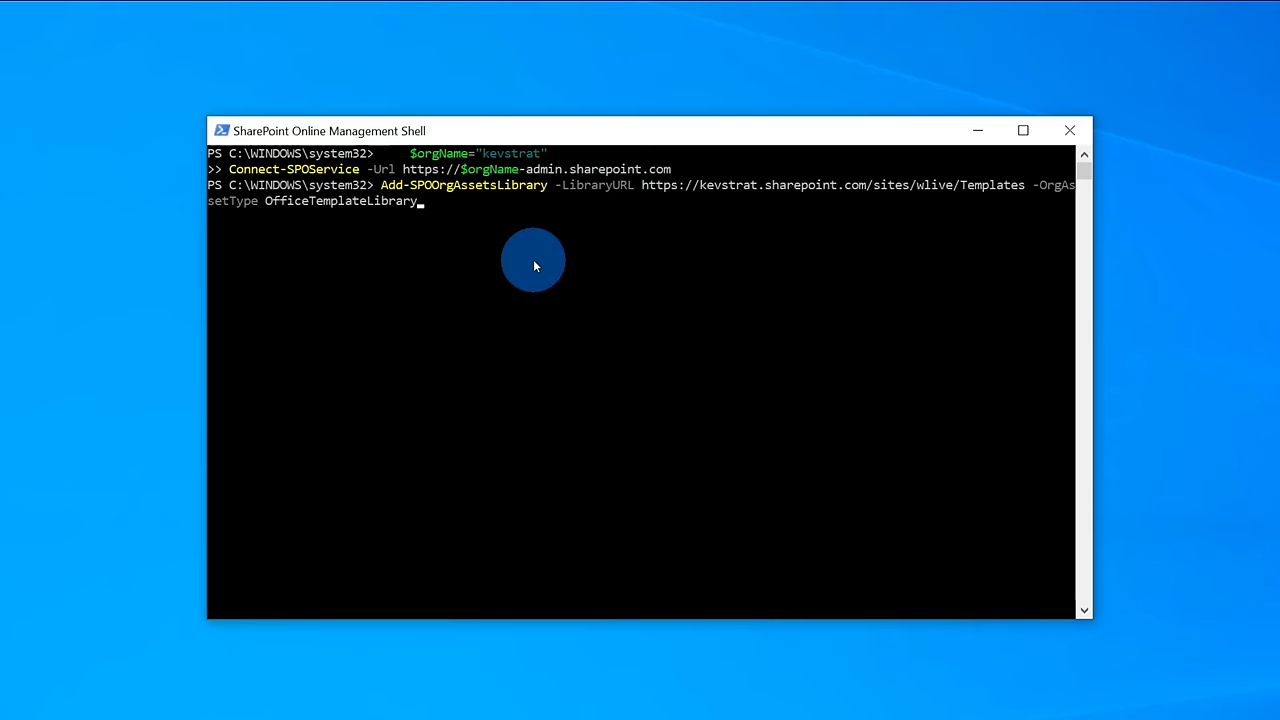 SharePoint Online Management Shell
PS C:\WINDOWS\system32>     $orgName="kevstrat"
>> Connect-SPOService -Url https://$orgName-admin.sharepoint.com
PS C:\WINDOWS\system32> Add-SPOOrgAssetsLibrary -LibraryURL https://kevstrat.sharepoint.com/sites/wlive/Templates -OrgAs
setType OfficeTemplateLibrary